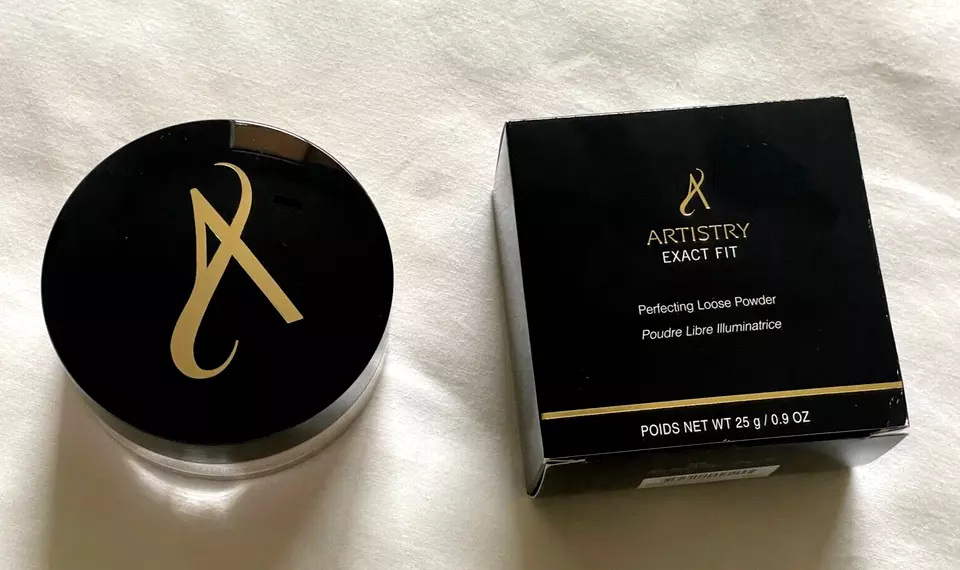 ARTISTRY
EXACT FIT
Perfecting Loose Powder
Poudre Libre Illuminatrice
POIDS NET WT 25 g / 0.9 OZ